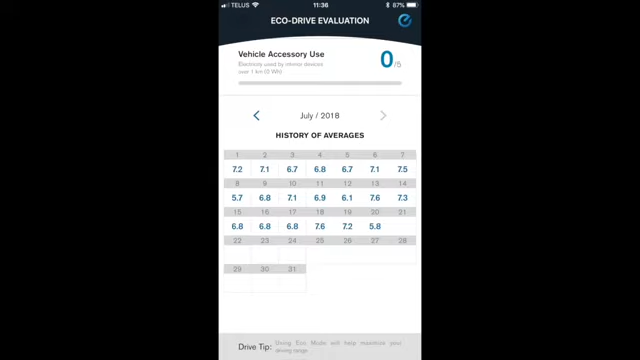 TELUS 11:36 87%
ECO-DRIVE EVALUATION
Vehicle Accessory Use
Electricity used by interior devices
over 1 km (0 Wh)
0/5
July / 2018
HISTORY OF AVERAGES
1 2 3 4 5 6 7
7.2 7.1 6.7 6.8 6.7 7.1 7.5
8 9 10 11 12 13 14
5.7 6.8 7.1 6.9 6.1 7.6 7.3
15 16 17 18 19 20 21
6.8 6.8 6.8 7.6 7.2 5.8
22 23 24 25 26 27 28
29 30 31
Drive Tip: Using Eco Mode will help maximize your
driving range